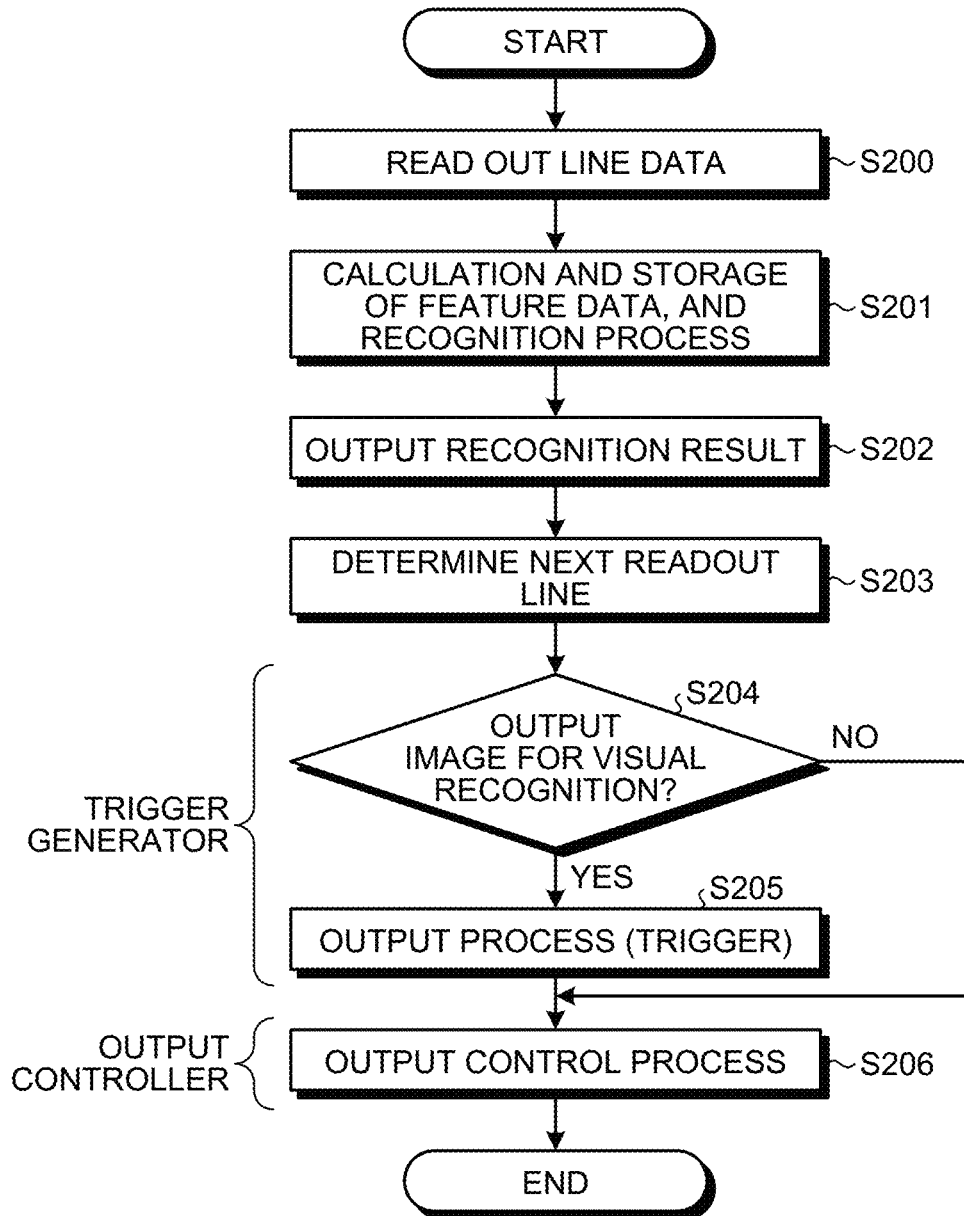 START
READ OUT LINE DATA
~S200
CALCULATION AND STORAGE
OF FEATURE DATA, AND
RECOGNITION PROCESS
~S201
OUTPUT RECOGNITION RESULT
~S202
DETERMINE NEXT READOUT
LINE
~S203
S204
OUTPUT
IMAGE FOR VISUAL
RECOGNITION?
NO
TRIGGER
GENERATOR
YES
S205
OUTPUT PROCESS (TRIGGER)
OUTPUT
CONTROLLER
OUTPUT CONTROL PROCESS
~S206
END